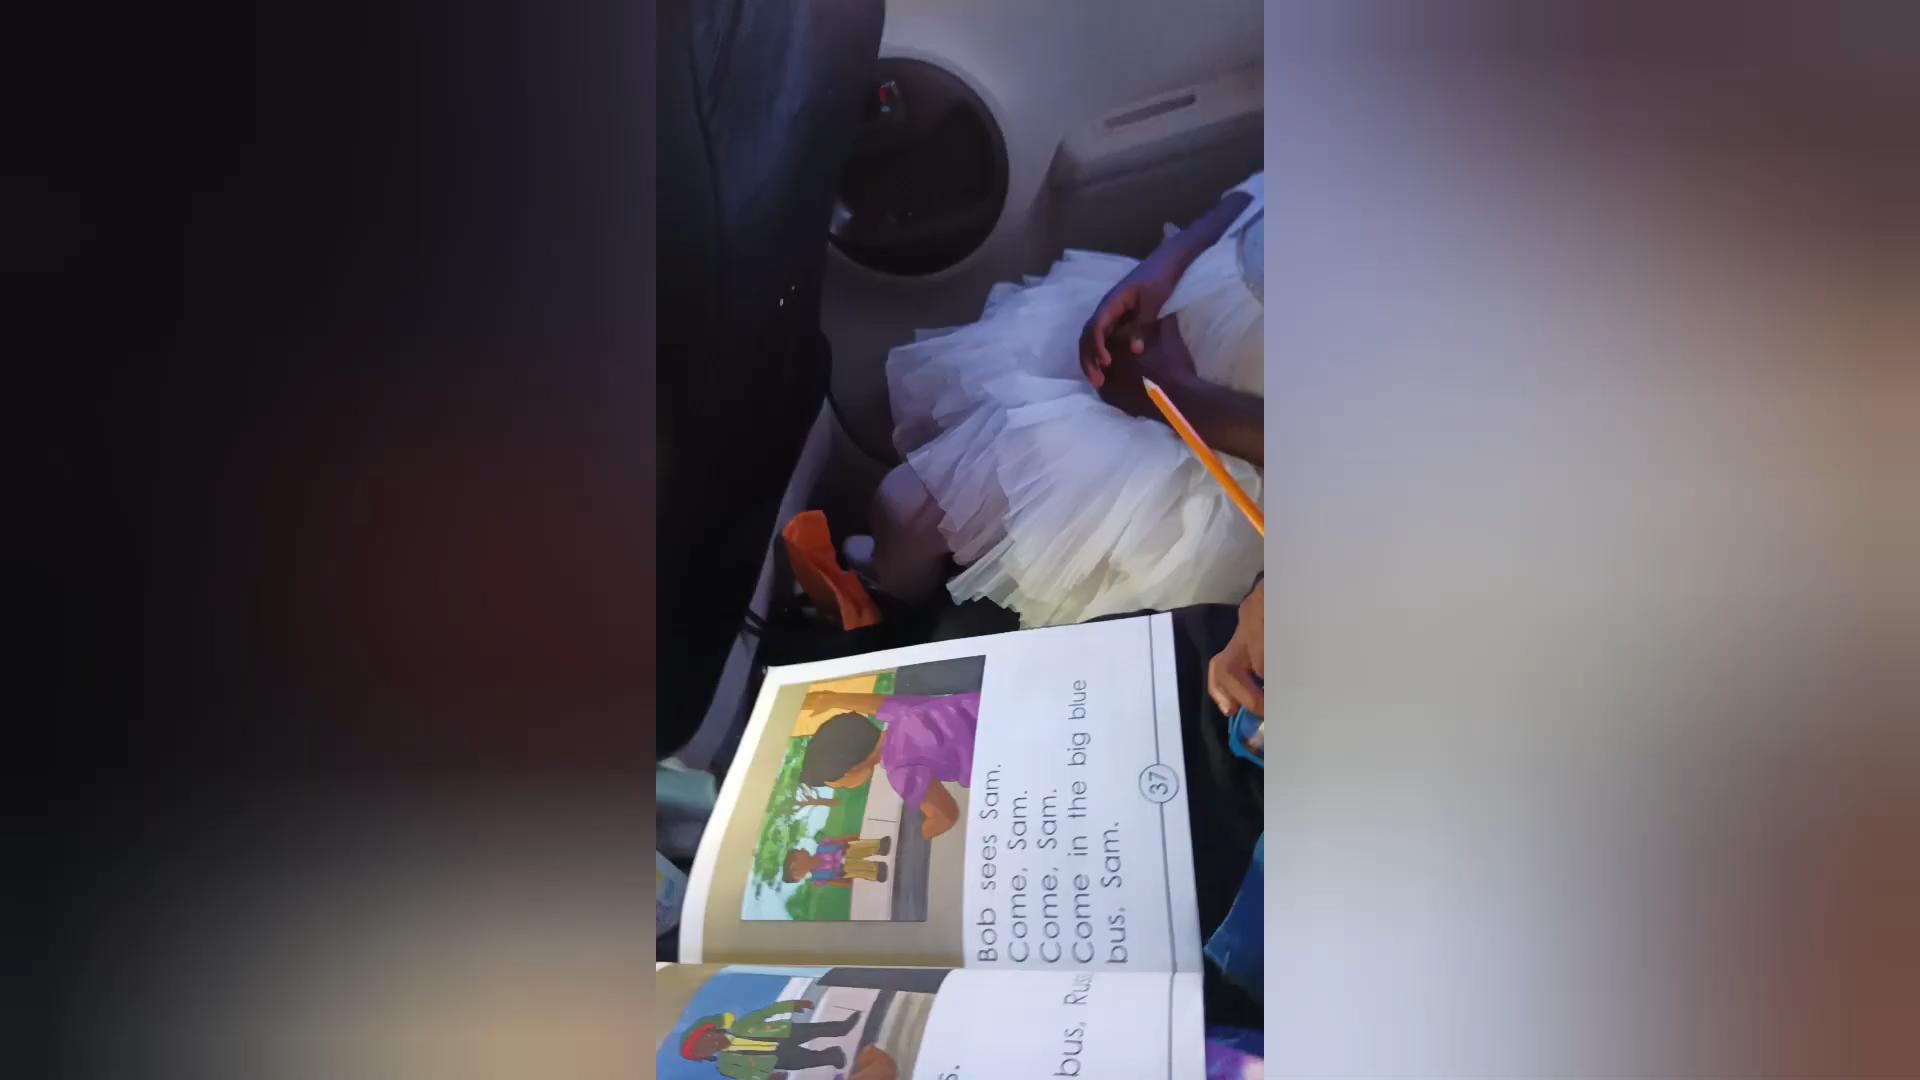 Bob sees Sam.
Come, Sam.
Come, Sam.
Come in the big blue
bus, Sam.
37
bus,